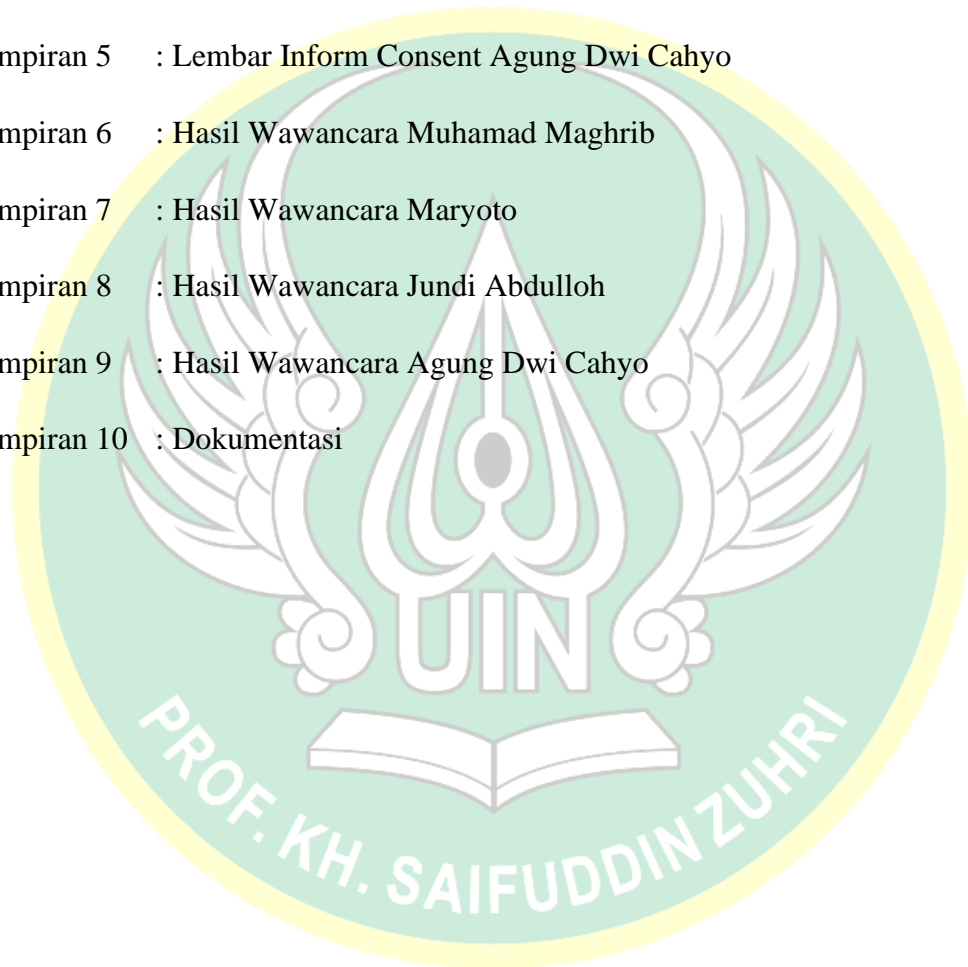 mpiran 5 : Lembar Inform Consent Agung Dwi Cahyo
mpiran 6 : Hasil Wawancara Muhamad Maghrib
mpiran 7 : Hasil Wawancara Maryoto
mpiran 8 : Hasil Wawancara Jundi Abdulloh
mpiran 9 : Hasil Wawancara Agung Dwi Cahyo
mpiran 10 : Dokumentasi
UIN
PROF. KH. SAIFUDDIN ZUHRI